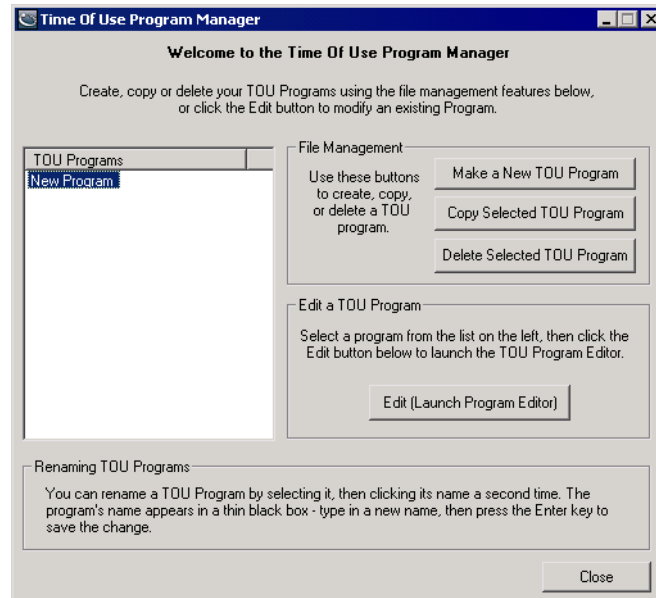 Time Of Use Program Manager
Welcome to the Time Of Use Program Manager
Create, copy or delete your TOU Programs using the file management features below,
or click the Edit button to modify an existing Program.
TOU Programs
New Program
File Management
Use these buttons
to create, copy,
or delete a TOU
program.
Make a New TOU Program
Copy Selected TOU Program
Delete Selected TOU Program
Edit a TOU Program
Select a program from the list on the left, then click the
Edit button below to launch the TOU Program Editor.
Edit (Launch Program Editor)
Renaming TOU Programs
You can rename a TOU Program by selecting it, then clicking its name a second time. The
program's name appears in a thin black box - type in a new name, then press the Enter key to
save the change.
Close